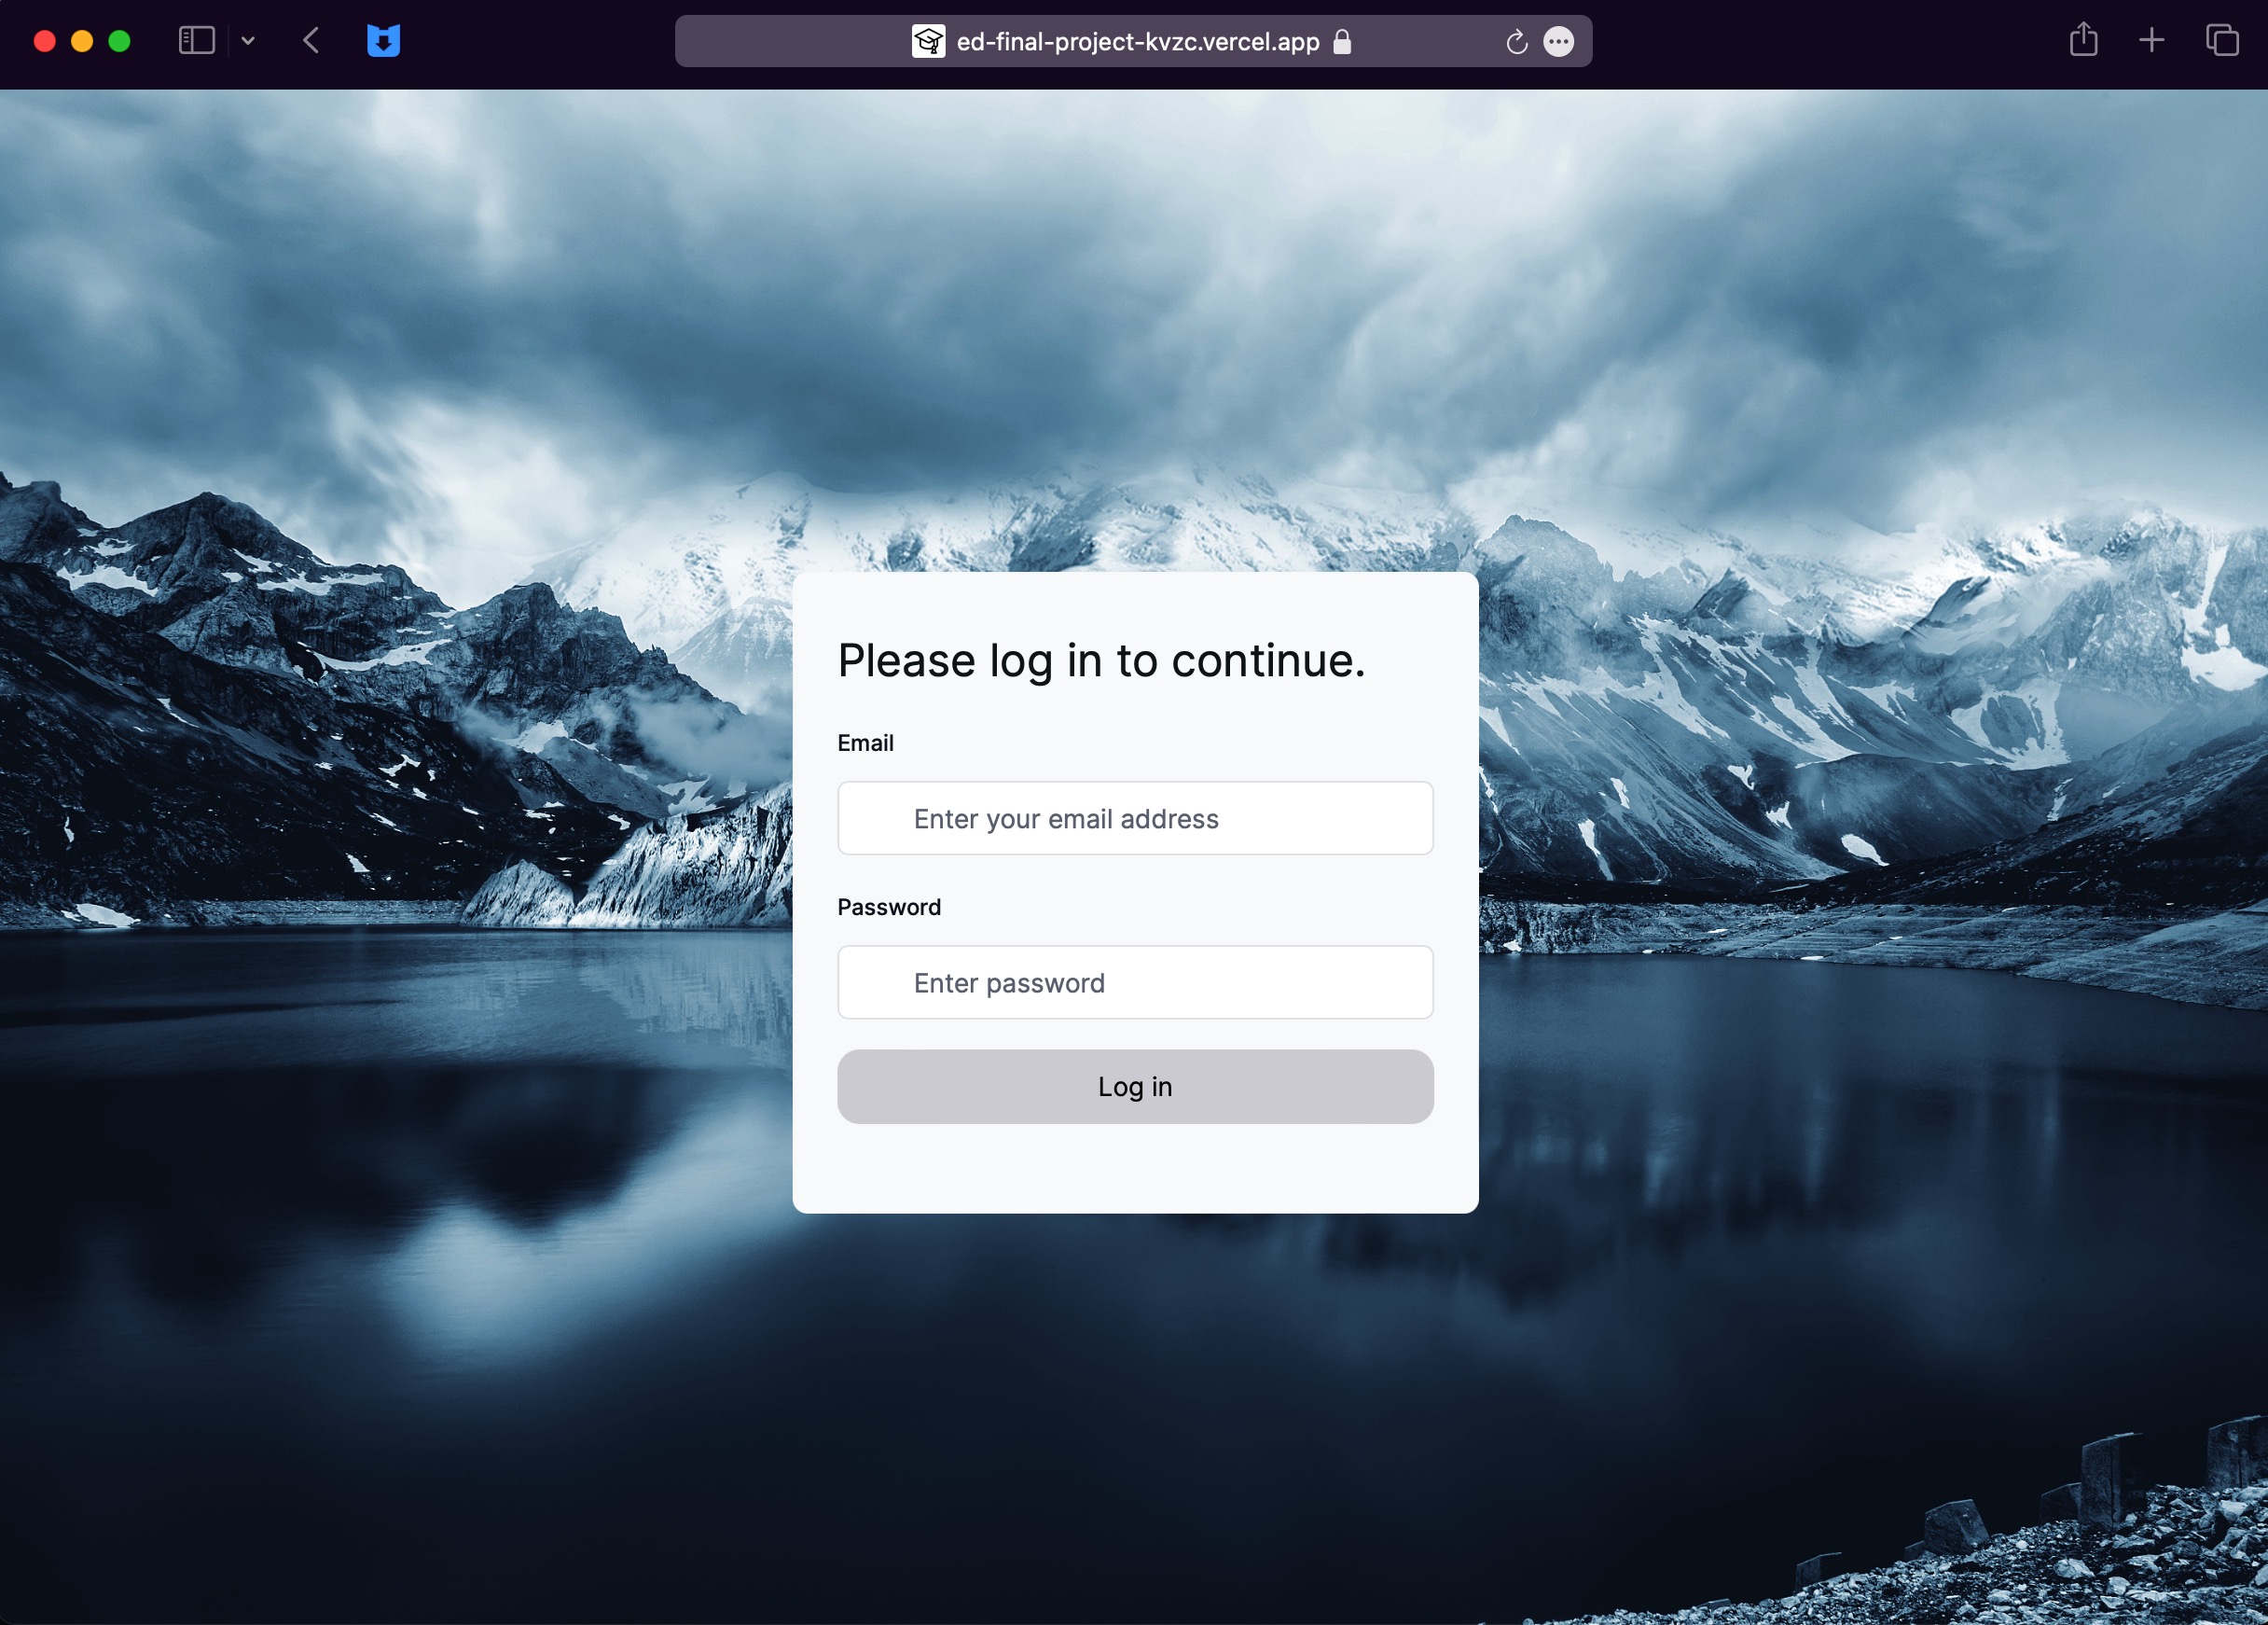 ed-final-project-kvzc.vercel.app
Please log in to continue.
Email
Enter your email address
Password
Enter password
Log in